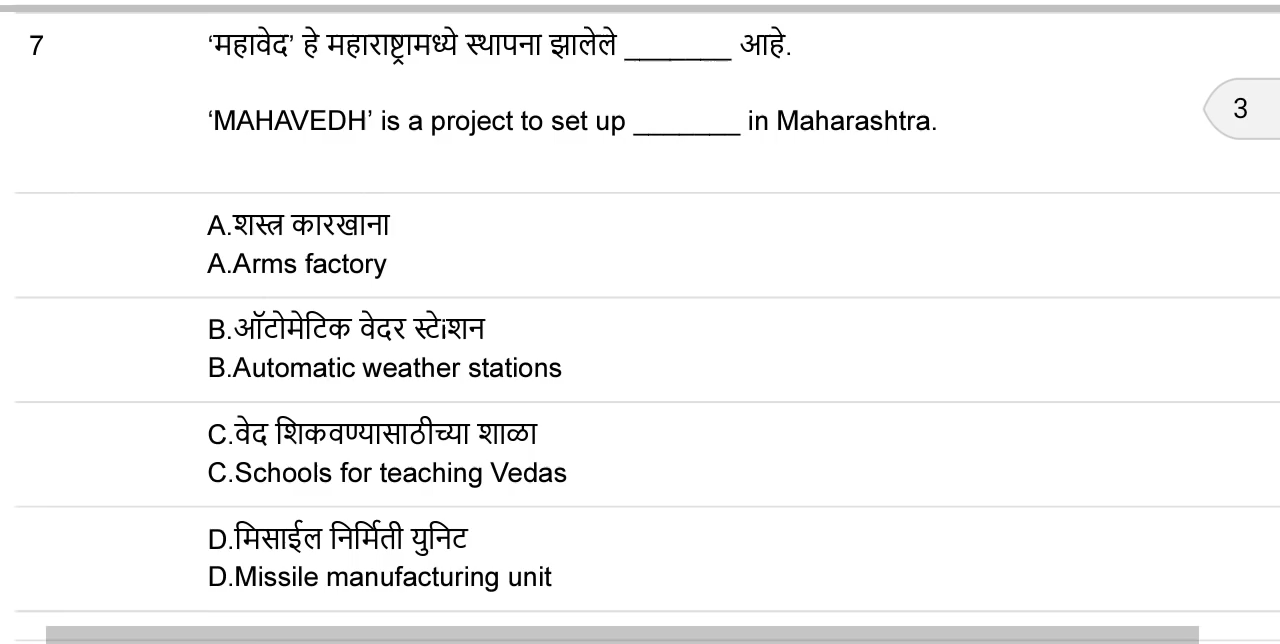 7 ‘महावेद’ हे महाराष्ट्रामध्ये स्थापना झालेले _______ आहे.
‘MAHAVEDH’ is a project to set up _______ in Maharashtra.
3
A.शस्त्र कारखाना
A.Arms factory
B.ऑटोमेटिक वेदर स्टेiशन
B.Automatic weather stations
C.वेद शिकवण्यासाठीच्या शाळा
C.Schools for teaching Vedas
D.मिसाईल निर्मिती युनिट
D.Missile manufacturing unit